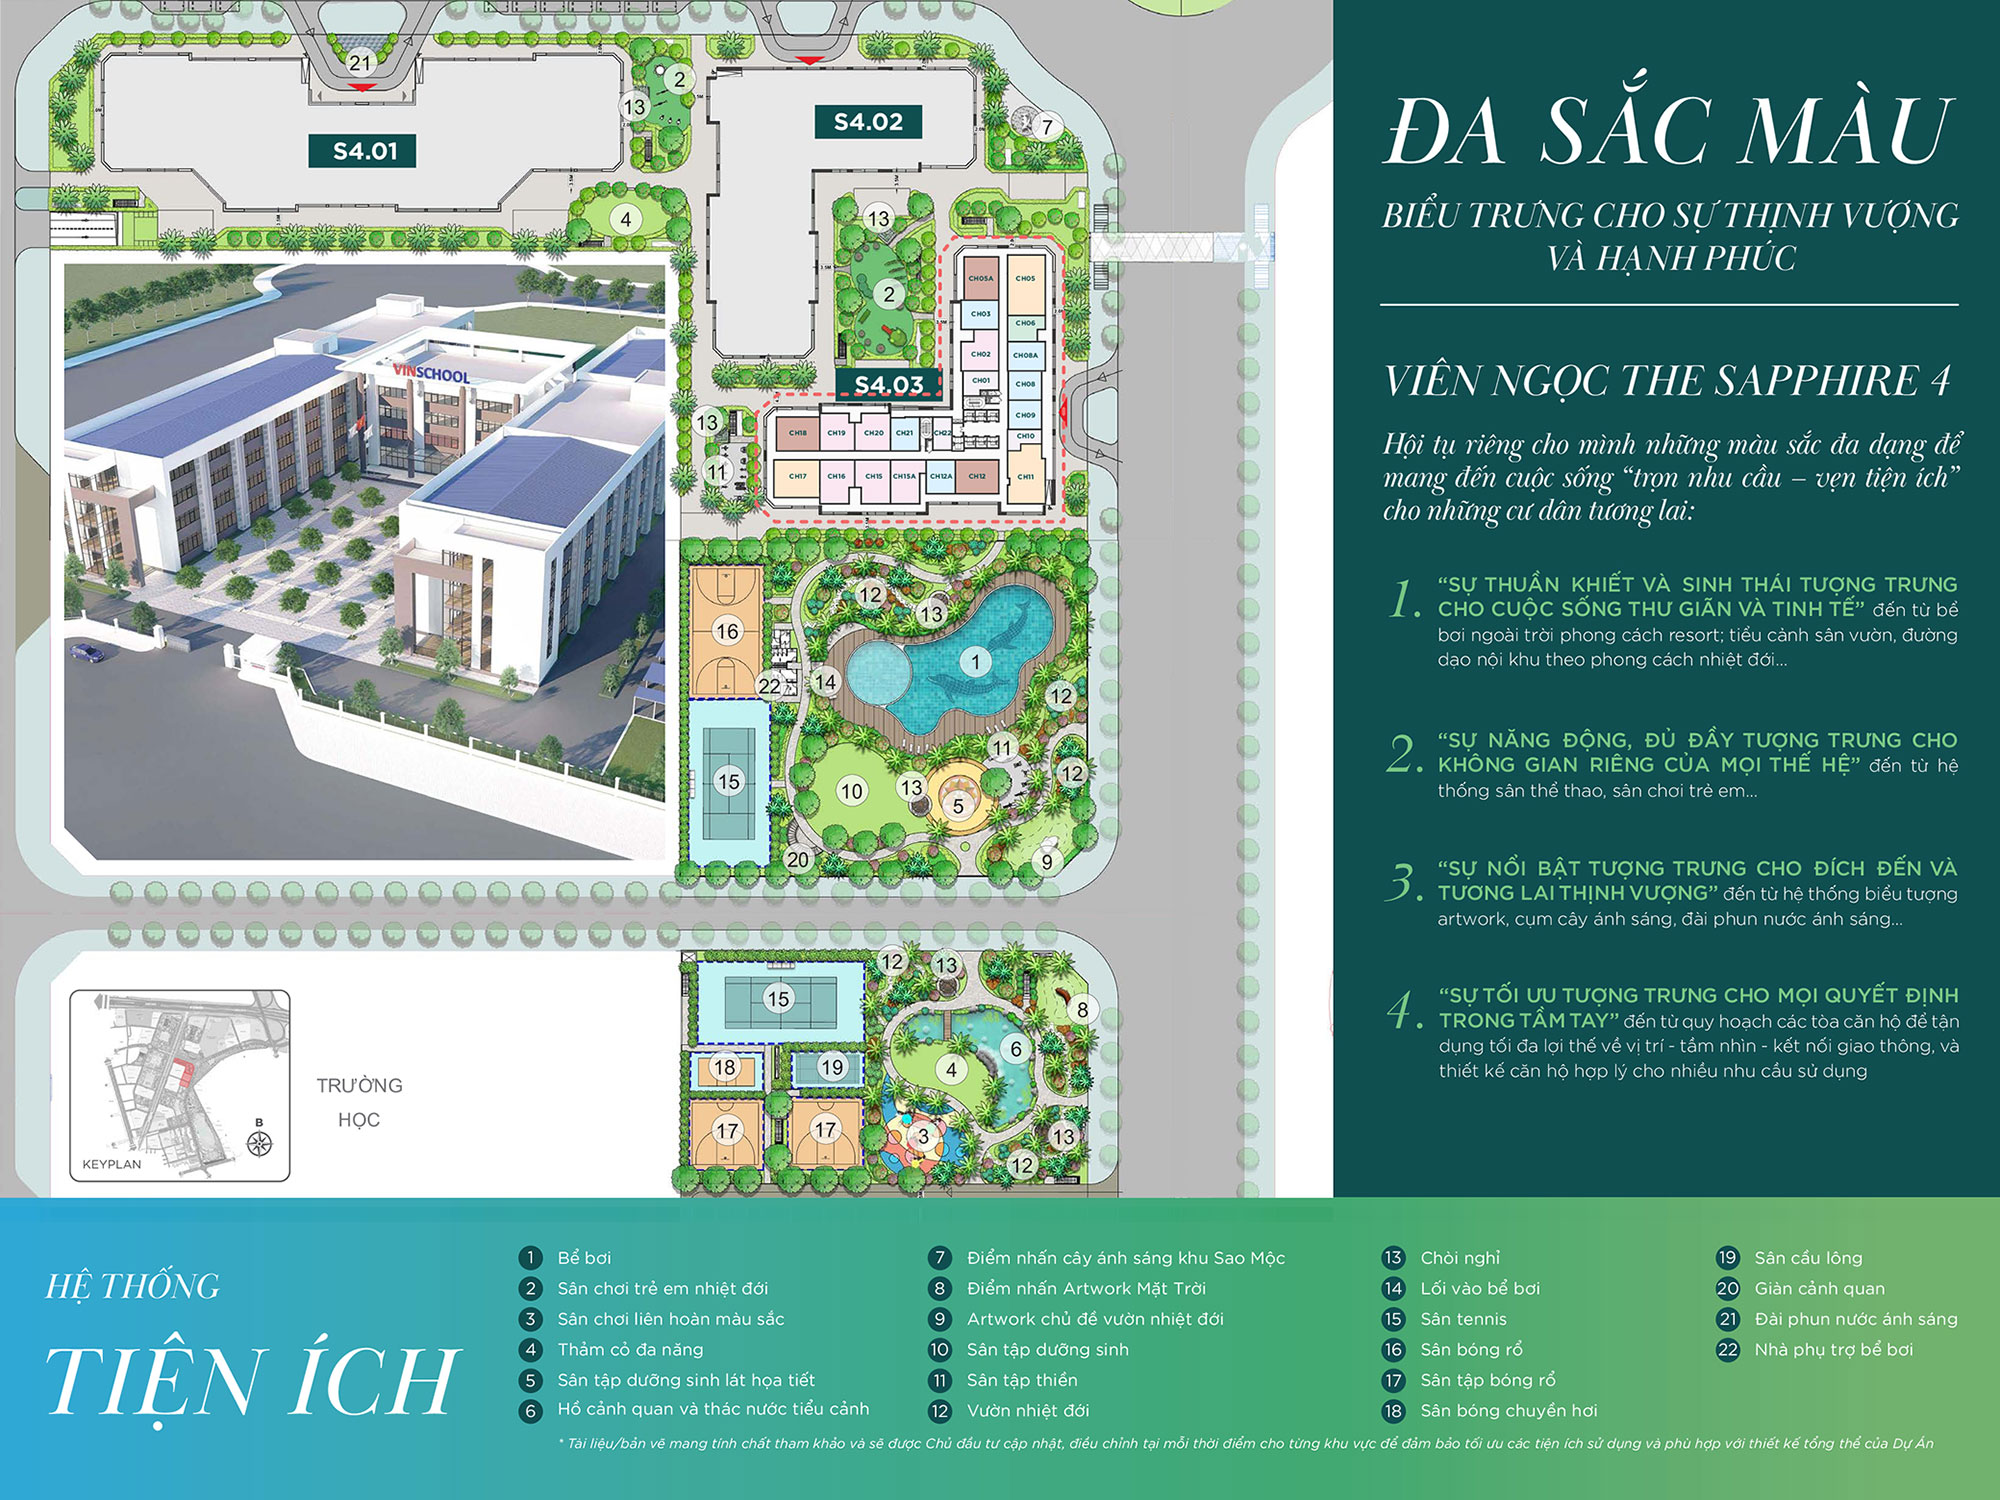 ĐA SẮC MÀU
BIỂU TRƯNG CHO SỰ THỊNH VƯỢNG
VÀ HẠNH PHÚC
VIÊN NGỌC THE SAPPHIRE 4
Hội tụ riêng cho mình những màu sắc đa dạng để
mang đến cuộc sống “trọn nhu cầu – vẹn tiện ích”
cho những cư dân tương lai:
1. “SỰ THUẦN KHIẾT VÀ SINH THÁI TƯỢNG TRƯNG
CHO CUỘC SỐNG THƯ GIÃN VÀ TINH TẾ” đến từ bể
bơi ngoài trời phong cách resort; tiểu cảnh sân vườn, đường
dạo nội khu theo phong cách nhiệt đới...
2. “SỰ NĂNG ĐỘNG, ĐỦ ĐẦY TƯỢNG TRƯNG CHO
KHÔNG GIAN RIÊNG CỦA MỌI THẾ HỆ” đến từ hệ
thống sân thể thao, sân chơi trẻ em...
3. “SỰ NỔI BẬT TƯỢNG TRƯNG CHO ĐÍCH ĐẾN VÀ
TƯƠNG LAI THỊNH VƯỢNG” đến từ hệ thống biểu tượng
artwork, cụm cây ánh sáng, đài phun nước ánh sáng...
4. “SỰ TỐI ƯU TƯỢNG TRƯNG CHO MỌI QUYẾT ĐỊNH
TRONG TẦM TAY” đến từ quy hoạch các tòa căn hộ để tận
dụng tối đa lợi thế về vị trí - tầm nhìn - kết nối giao thông, và
thiết kế căn hộ hợp lý cho nhiều nhu cầu sử dụng
21
2
13
S4.01
S4.02
7
4
13
2
S4.03
CH05A
CH05
CH03
CH06
CH02
CH08A
CH01
CH08
CH09
CH10
CH18
CH19
CH20
CH21
CH22
CH17
CH16
CH15
CH15A
CH12A
CH12
CH11
13
11
VINSCHOOL
16
12
13
1
22
14
12
15
11
12
10
13
5
20
9
15
12
13
8
18
19
4
6
17
17
3
13
12
TRƯỜNG
HỌC
B
KEYPLAN
HỆ THỐNG
TIỆN ÍCH
1 Bể bơi
2 Sân chơi trẻ em nhiệt đới
3 Sân chơi liên hoàn màu sắc
4 Thảm cỏ đa năng
5 Sân tập dưỡng sinh lát họa tiết
6 Hồ cảnh quan và thác nước tiểu cảnh
7 Điểm nhấn cây ánh sáng khu Sao Mộc
8 Điểm nhấn Artwork Mặt Trời
9 Artwork chủ đề vườn nhiệt đới
10 Sân tập dưỡng sinh
11 Sân tập thiền
12 Vườn nhiệt đới
13 Chòi nghỉ
14 Lối vào bể bơi
15 Sân tennis
16 Sân bóng rổ
17 Sân tập bóng rổ
18 Sân bóng chuyền hơi
19 Sân cầu lông
20 Giàn cảnh quan
21 Đài phun nước ánh sáng
22 Nhà phụ trợ bể bơi
* Tài liệu/bản vẽ mang tính chất tham khảo và sẽ được Chủ đầu tư cập nhật, điều chỉnh tại mỗi thời điểm cho từng khu vực để đảm bảo tối ưu các tiện ích sử dụng và phù hợp với thiết kế tổng thể của Dự Án